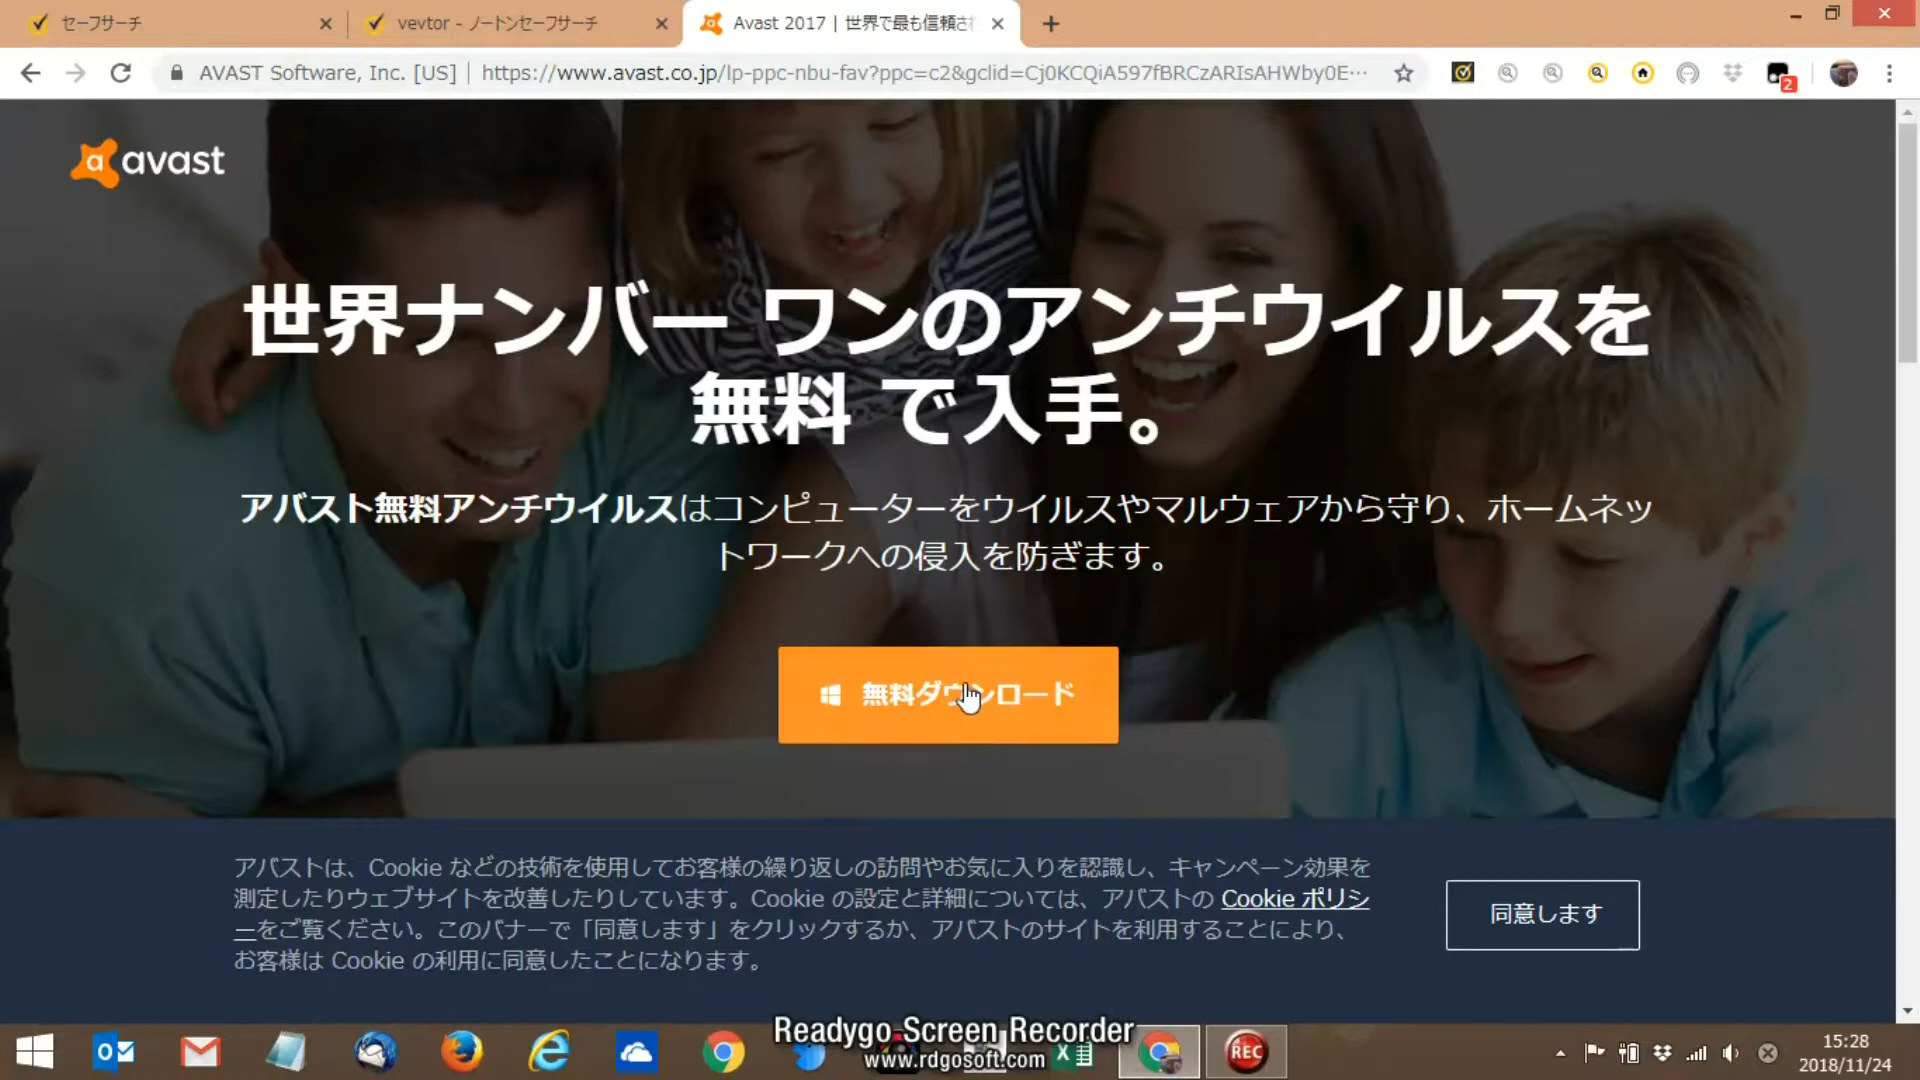 セーフサーチ
vevtor - ノートンセーフサーチ
Avast 2017 | 世界で最も信頼され
AVAST Software, Inc. [US] | https://www.avast.co.jp/lp-ppc-nbu-fav?ppc=c2&gclid=Cj0KCQiA597fBRCzARIsAHWby0E…
2
avast
世界ナンバー ワンのアンチウイルスを
無料 で入手。
アバスト無料アンチウイルスはコンピューターをウイルスやマルウェアから守り、ホームネッ
トワークへの侵入を防ぎます。
無料ダウンロード
アバストは、Cookie などの技術を使用してお客様の繰り返しの訪問やお気に入りを認識し、キャンペーン効果を
測定したりウェブサイトを改善したりしています。Cookie の設定と詳細については、アバストの Cookie ポリシ
ーをご覧ください。このバナーで「同意します」をクリックするか、アバストのサイトを利用することにより、
お客様は Cookie の利用に同意したことになります。
同意します
Readygo Screen Recorder
www.rdgosoft.com
REC
15:28
2018/11/24